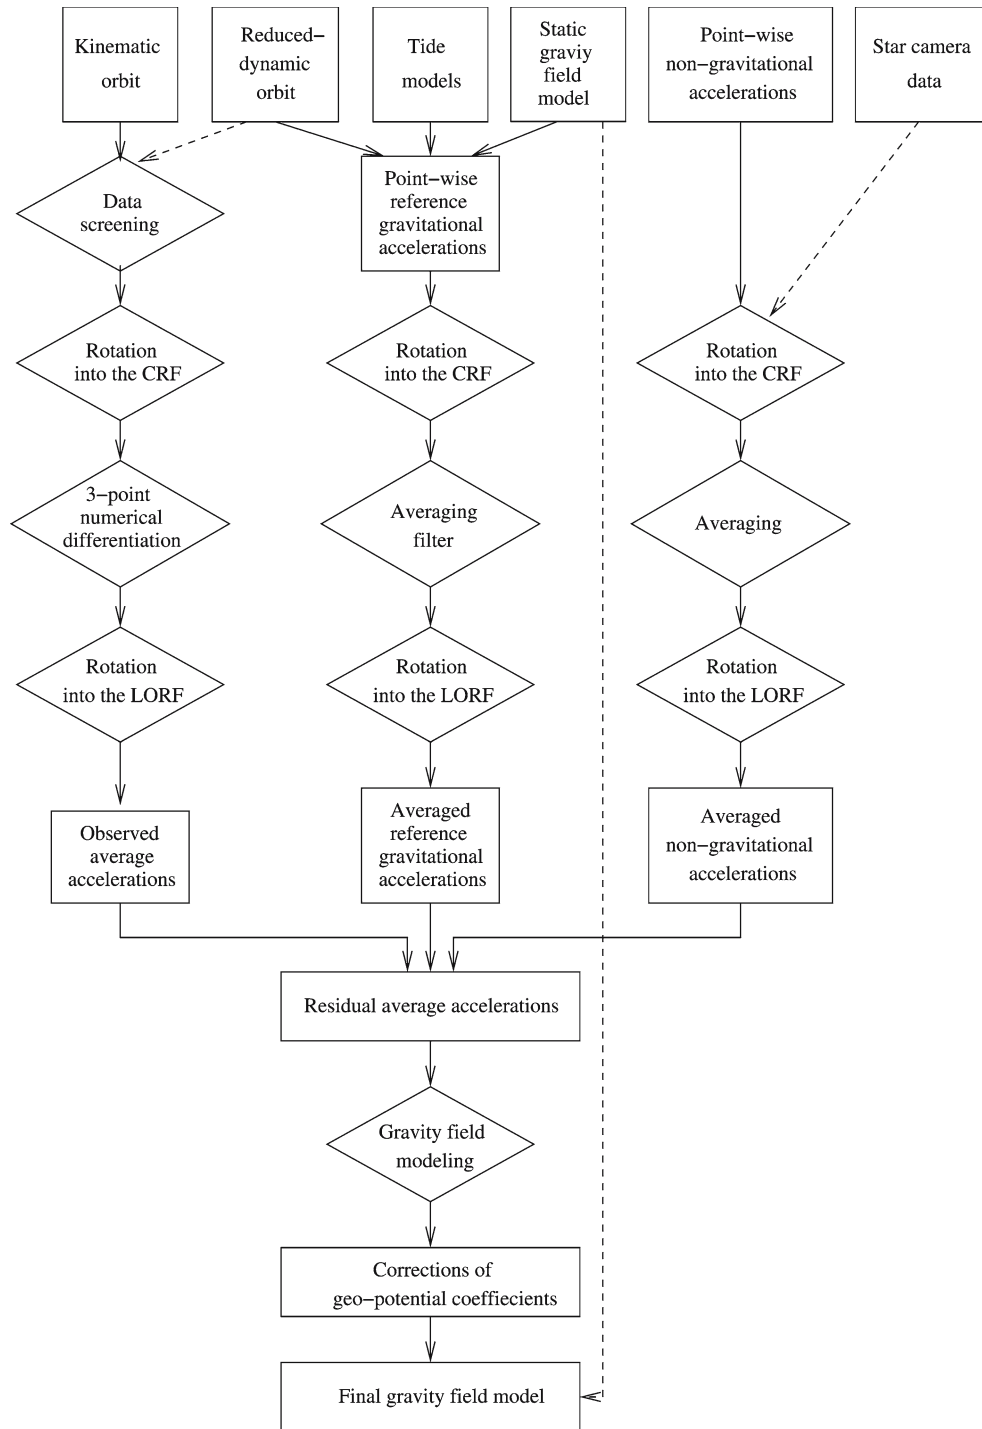 Kinematic
orbit
Reduced−
dynamic
orbit
Tide
models
Static
graviy
field
model
Point−wise
non−gravitational
accelerations
Star camera
data
Data
screening
Point−wise
reference
gravitational
accelerations
Rotation
into the CRF
Rotation
into the CRF
Rotation
into the CRF
3−point
numerical
differentiation
Averaging
filter
Averaging
Rotation
into the LORF
Rotation
into the LORF
Rotation
into the LORF
Observed
average
accelerations
Averaged
reference
gravitational
accelerations
Averaged
non−gravitational
accelerations
Residual average accelerations
Gravity field
modeling
Corrections of
geo−potential coeffiecients
Final gravity field model